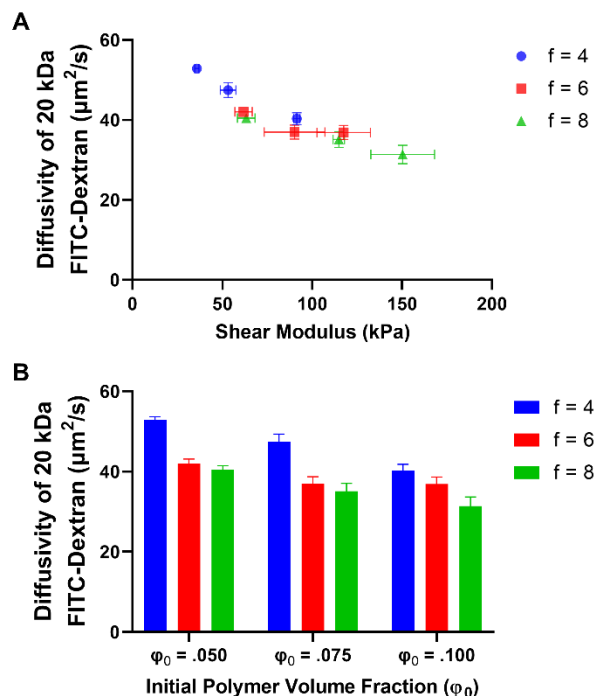 A
Diffusivity of 20 kDa
FITC-Dextran (µm²/s)
60
40
20
0
0 50 100 150 200
Shear Modulus (kPa)
f = 4
f = 6
f = 8
B
Diffusivity of 20 kDa
FITC-Dextran (µm²/s)
60
40
20
0
φ₀ = .050 φ₀ = .075 φ₀ = .100
Initial Polymer Volume Fraction (φ₀)
f = 4
f = 6
f = 8